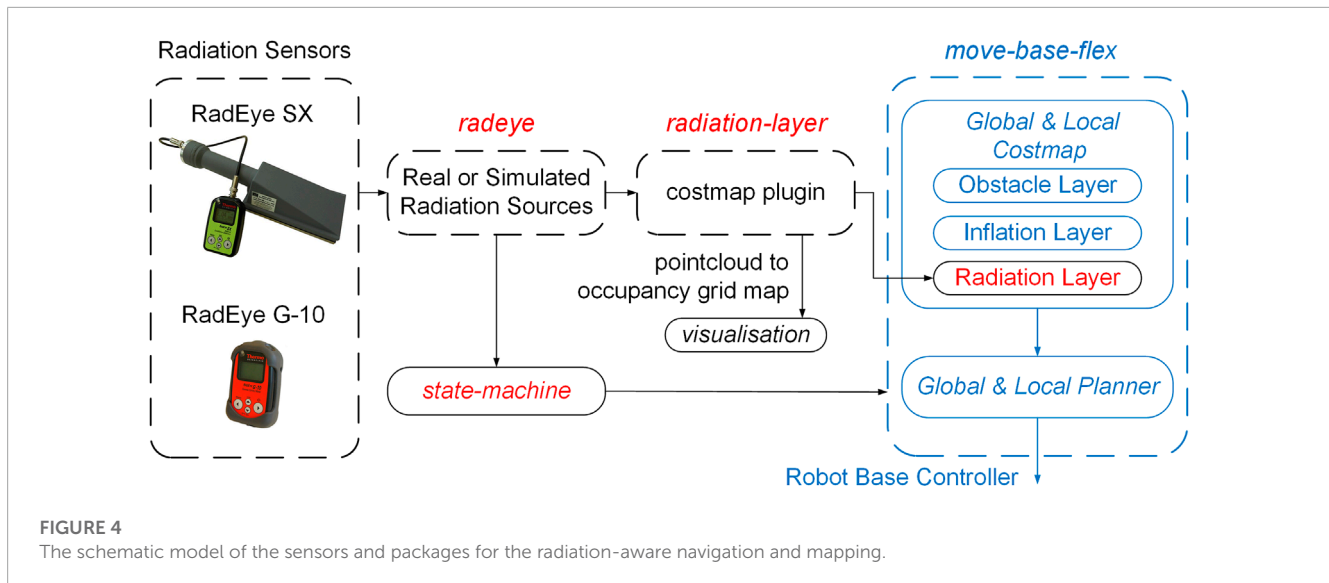 Radiation Sensors
RadEye SX
RadEye G-10
radeye
Real or Simulated
Radiation Sources
state-machine
radiation-layer
costmap plugin
pointcloud to
occupancy grid map
visualisation
move-base-flex
Global & Local
Costmap
Obstacle Layer
Inflation Layer
Radiation Layer
Global & Local Planner
Robot Base Controller
FIGURE 4
The schematic model of the sensors and packages for the radiation-aware navigation and mapping.